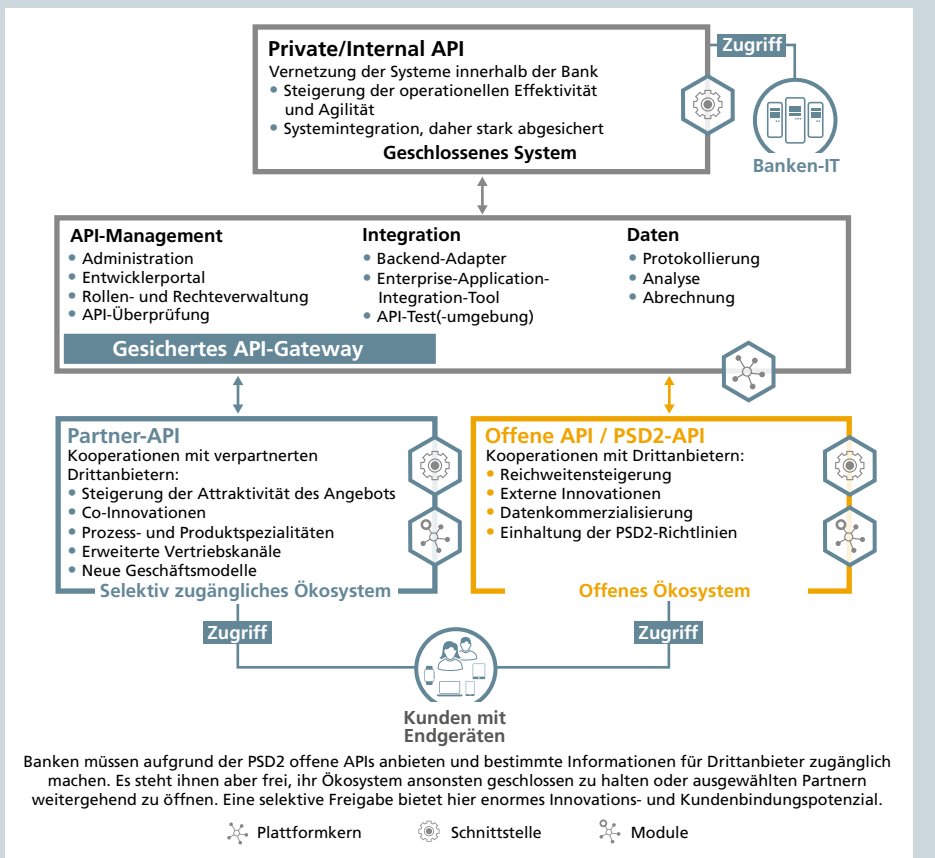 Private/Internal API
Zugriff
Vernetzung der Systeme innerhalb der Bank
• Steigerung der operationellen Effektivität
und Agilität
• Systemintegration, daher stark abgesichert
Geschlossenes System
Banken-IT
API-Management
• Administration
• Entwicklerportal
• Rollen- und Rechteverwaltung
• API-Überprüfung
Integration
• Backend-Adapter
• Enterprise-Application-
Integration-Tool
• API-Test(-umgebung)
Daten
• Protokollierung
• Analyse
• Abrechnung
Gesichertes API-Gateway
Partner-API
Kooperationen mit verpartnerten
Drittanbietern:
• Steigerung der Attraktivität des Angebots
• Co-Innovationen
• Prozess- und Produktspezialitäten
• Erweiterte Vertriebskanäle
• Neue Geschäftsmodelle
Selektiv zugängliches Ökosystem
Offene API / PSD2-API
Kooperationen mit Drittanbietern:
• Reichweitensteigerung
• Externe Innovationen
• Datenkommerzialisierung
• Einhaltung der PSD2-Richtlinien
Offenes Ökosystem
Zugriff
Zugriff
Kunden mit
Endgeräten
Banken müssen aufgrund der PSD2 offene APIs anbieten und bestimmte Informationen für Drittanbieter zugänglich
machen. Es steht ihnen aber frei, ihr Ökosystem ansonsten geschlossen zu halten oder ausgewählten Partnern
weitergehend zu öffnen. Eine selektive Freigabe bietet hier enormes Innovations- und Kundenbindungspotenzial.
Plattformkern
Schnittstelle
Module